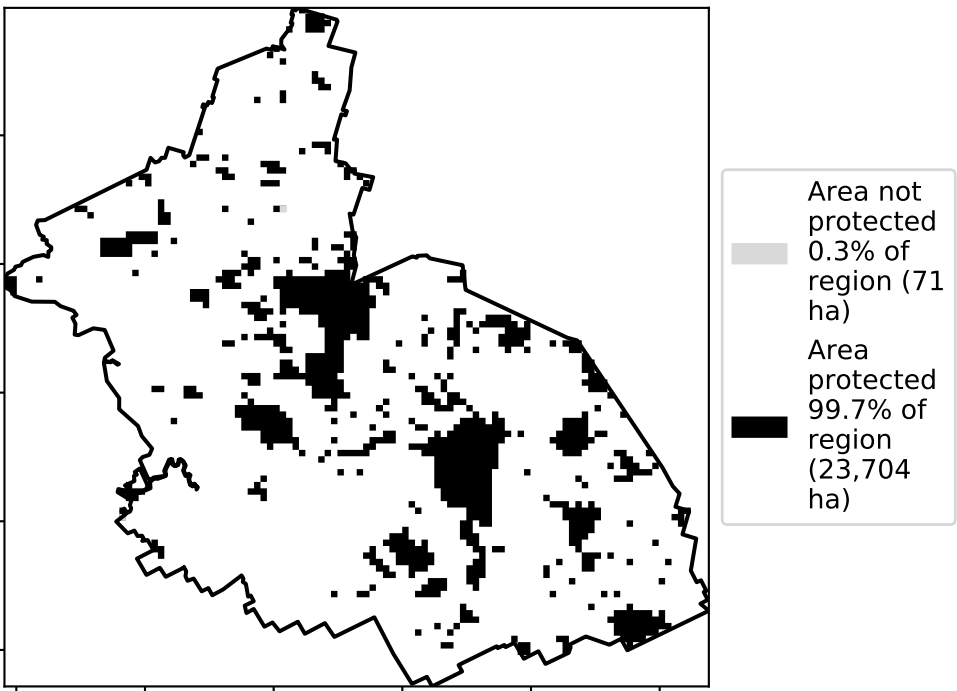 Area not
protected
0.3% of
region (71
ha)
Area
protected
99.7% of
region
(23,704
ha)